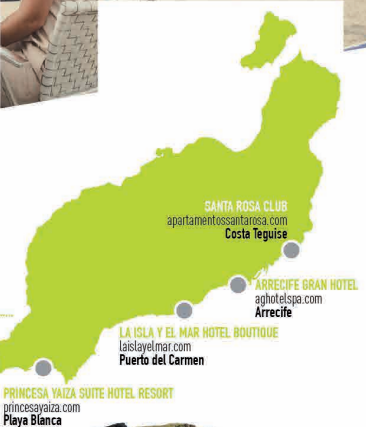 SANTA ROSA CLUB
apartamentossantarosa.com
Costa Teguise
ARRECIFE GRAN HOTEL
aghotelspa.com
Arrecife
LA ISLA Y EL MAR HOTEL BOUTIQUE
laislayelmar.com
Puerto del Carmen
PRINCESA YAIZA SUITE HOTEL RESORT
princesayaiza.com
Playa Blanca